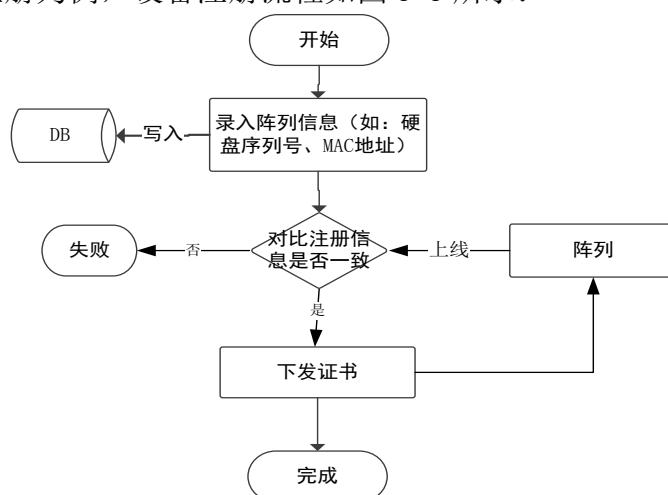 开始
录入阵列信息（如：硬
盘序列号、MAC地址）
写入
DB
对比注册信
息是否一致
否
失败
上线
阵列
是
下发证书
完成